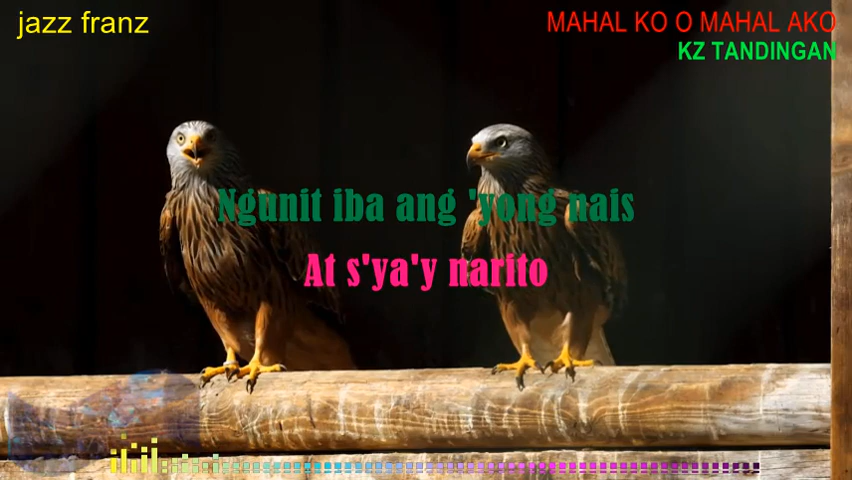 jazz franz
MAHAL KO O MAHAL AKO
KZ TANDINGAN
Ngunit iba ang 'yong nais
At s'ya'y narito